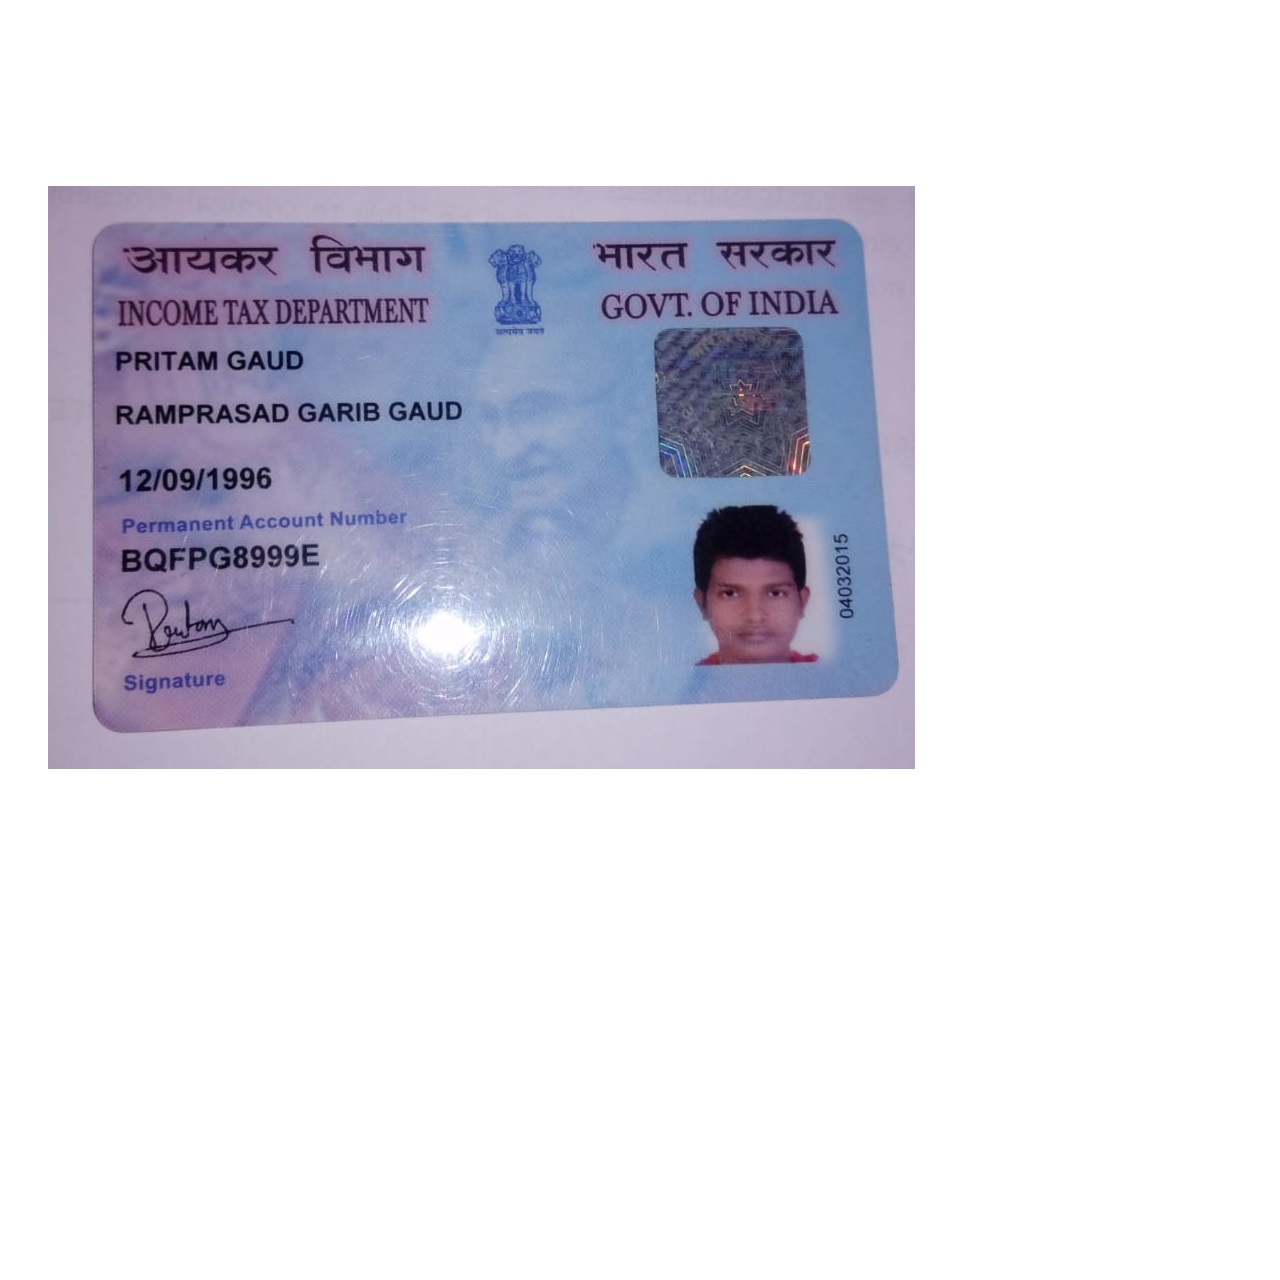 आयकर विभाग
INCOME TAX DEPARTMENT
सत्यमेव जयते
भारत सरकार
GOVT. OF INDIA
PRITAM GAUD
RAMPRASAD GARIB GAUD
12/09/1996
Permanent Account Number
BQFPG8999E
Pritam
Signature
04032015